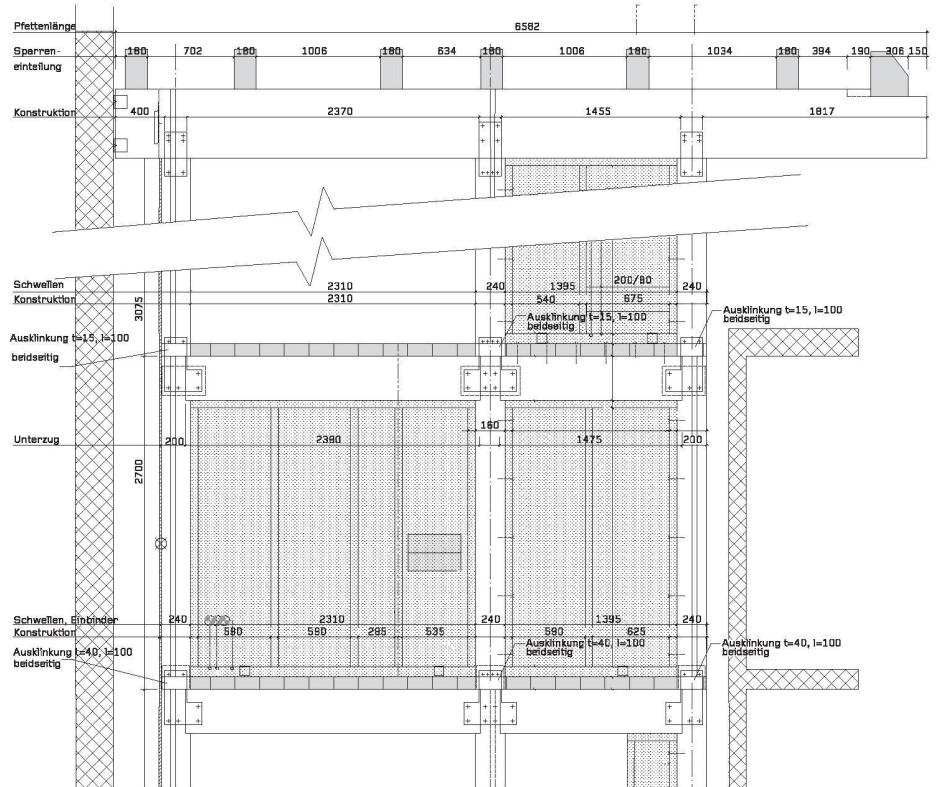 Pfettenlänge
6582
Sparren-
einteilung
180 702 180 1006 180 634 180 1006 180 1034 180 394 190 206 150
Konstruktion 400 2370 1455 1817
200/80
Schwellen 2310 240 1395 240
Konstruktion 2310 540 675
3075
Ausklinkung t=15, l=100
beidseitig
Ausklinkung t=15, l=100
beidseitig
Ausklinkung t=15, l=100
beidseitig
160
Unterzug 200 2390 1475 200
2700
Schwellen, Einbinder 240 2310 240 1395 240
Konstruktion 590 590 295 535 590 625
Ausklinkung t=40, l=100
beidseitig
Ausklinkung t=40, l=100
beidseitig
Ausklinkung t=40, l=100
beidseitig